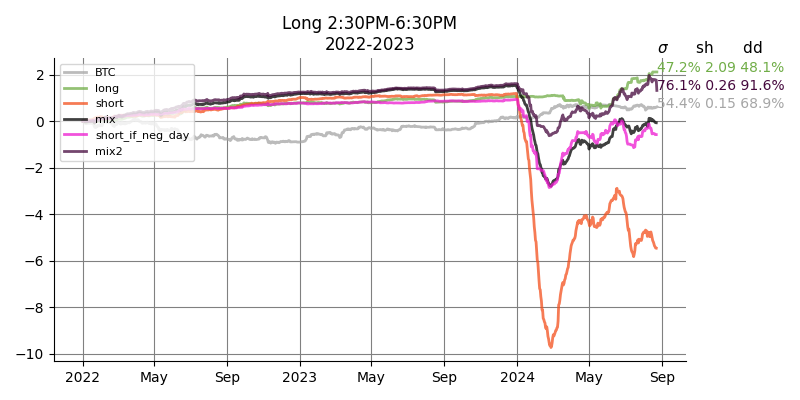 Long 2:30PM-6:30PM
2022-2023
σ sh dd
47.2% 2.09 48.1%
76.1% 0.26 91.6%
54.4% 0.15 68.9%
BTC
long
short
mix
short_if_neg_day
mix2
2
0
−2
−4
−6
−8
−10
2022 May Sep 2023 May Sep 2024 May Sep